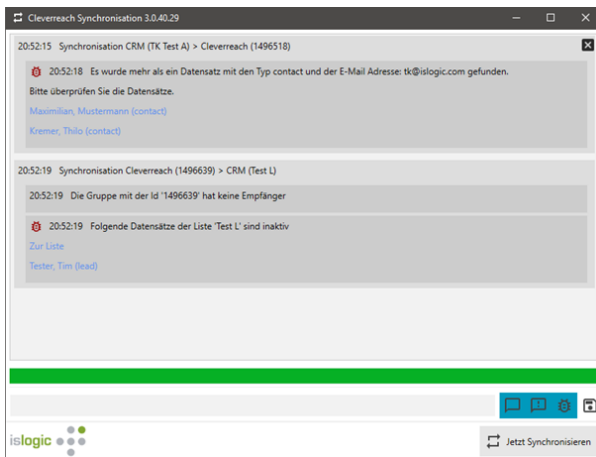 Cleverreach Synchronisation 3.0.40.29
20:52:15 Synchronisation CRM (TK Test A) > Cleverreach (1496518)
20:52:18 Es wurde mehr als ein Datensatz mit den Typ contact und der E-Mail Adresse: tk@islogic.com gefunden.
Bitte überprüfen Sie die Datensätze.
Maximilian, Mustermann (contact)
Kremer, Thilo (contact)
20:52:19 Synchronisation Cleverreach (1496639) > CRM (Test L)
20:52:19 Die Gruppe mit der Id '1496639' hat keine Empfänger
20:52:19 Folgende Datensätze der Liste 'Test L' sind inaktiv
Zur Liste
Tester, Tim (lead)
islogic
Jetzt Synchronisieren